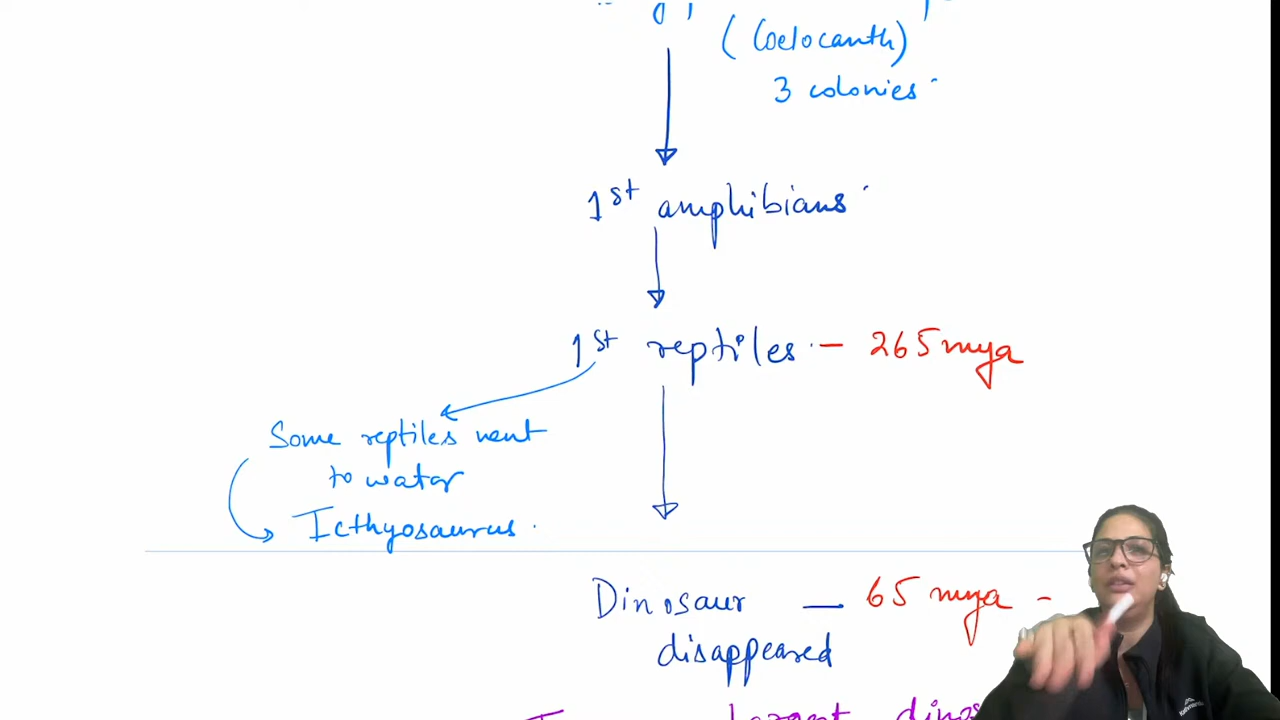 (Coelocanth)
3 colonies
1st amphibians
1st reptiles - 265 mya
Some reptiles went
to water
Icthyosaurus.
Dinosaur — 65 mya -
disappeared